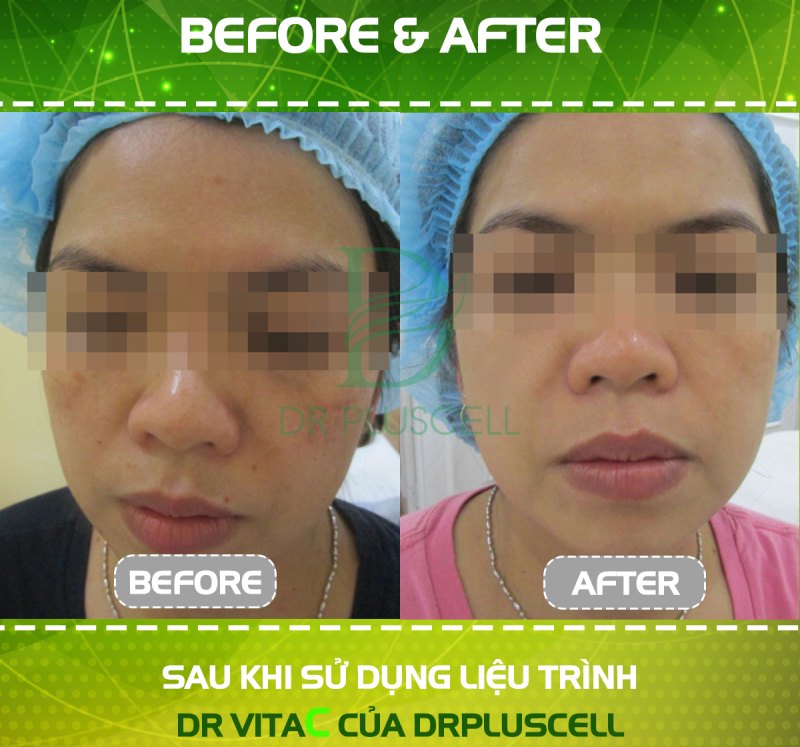 BEFORE & AFTER
DR PLUSCELL
BEFORE
AFTER
SAU KHI SỬ DỤNG LIỆU TRÌNH
DR VITAC CỦA DRPLUSCELL